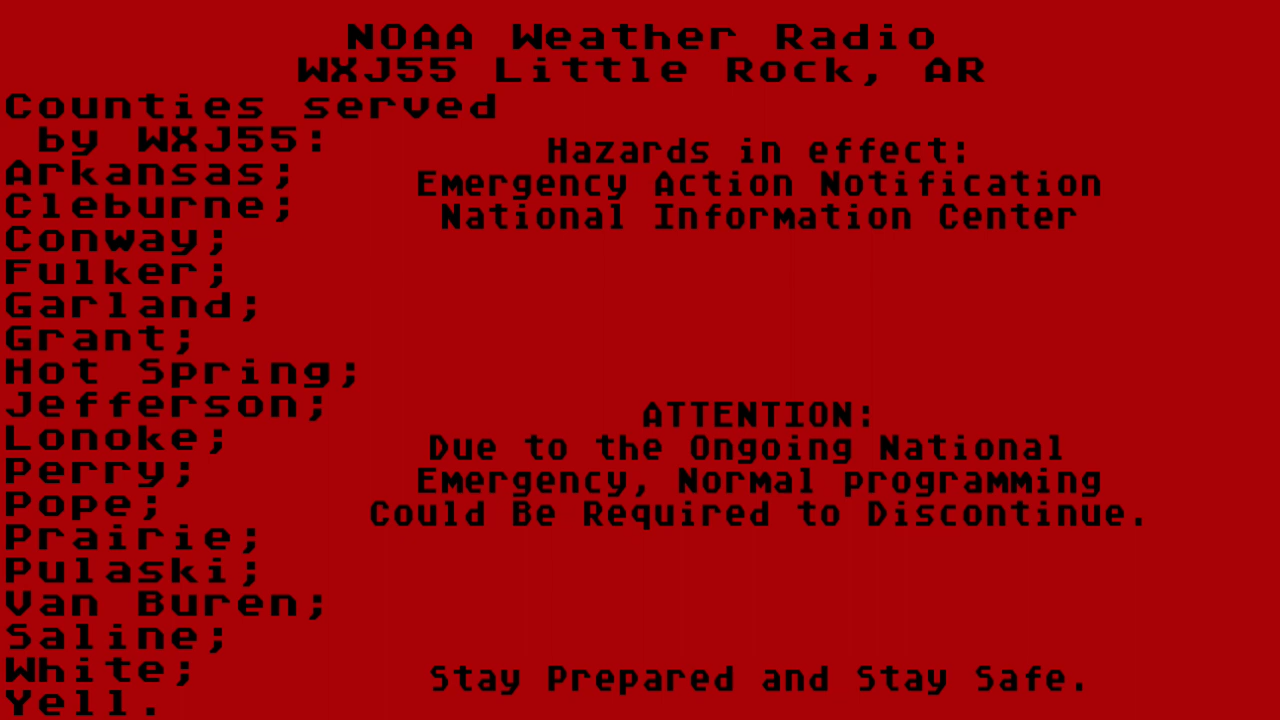 NOAA Weather Radio
WXJ55 Little Rock, AR
Counties served
by WXJ55:
Arkansas;
Cleburne;
Conway;
Fulker;
Garland;
Grant;
Hot Spring;
Jefferson;
Lonoke;
Perry;
Pope;
Prairie;
Pulaski;
Van Buren;
Saline;
White;
Yell.
Hazards in effect:
Emergency Action Notification
National Information Center
ATTENTION:
Due to the Ongoing National
Emergency, Normal programming
Could Be Required to Discontinue.
Stay Prepared and Stay Safe.